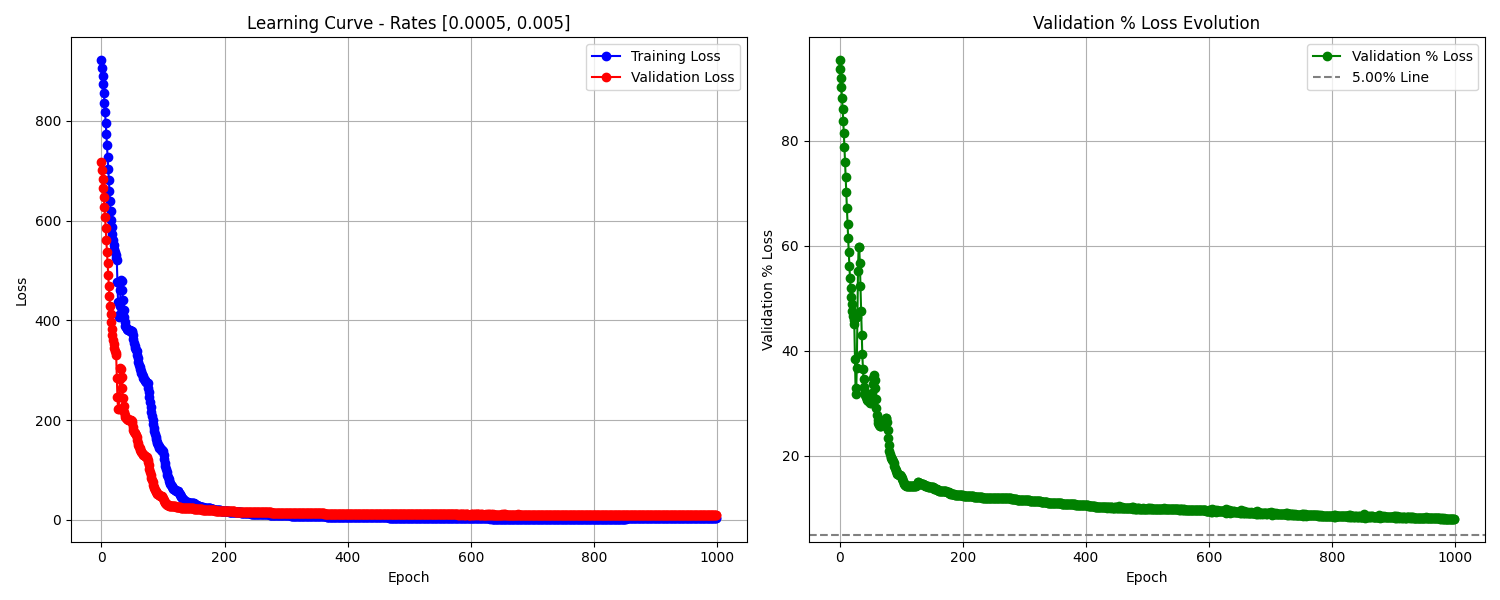 Learning Curve - Rates [0.0005, 0.005]
Training Loss
Validation Loss
Loss
800
600
400
200
0
0 200 400 600 800 1000
Epoch
Validation % Loss Evolution
Validation % Loss
5.00% Line
Validation % Loss
80
60
40
20
0 200 400 600 800 1000
Epoch